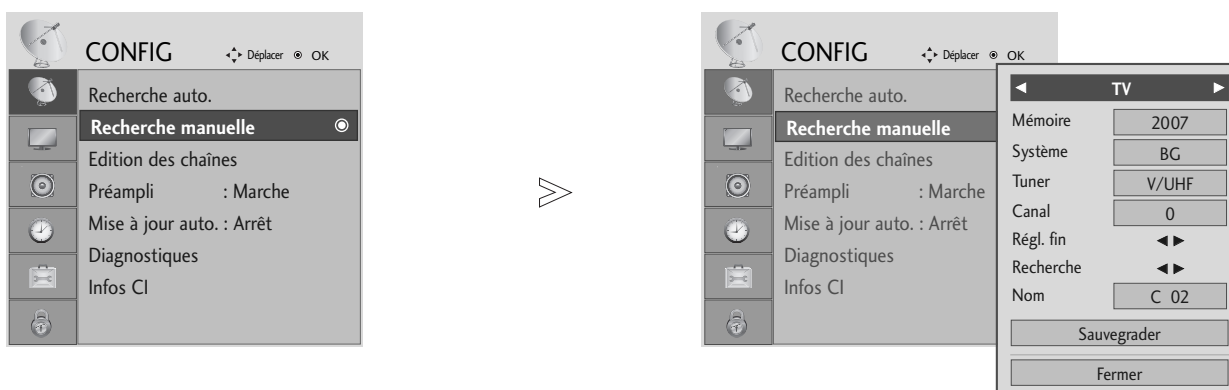 CONFIG
Déplacer OK
Recherche auto.
Recherche manuelle
Edition des chaînes
Préampli : Marche
Mise à jour auto. : Arrêt
Diagnostiques
Infos CI
CONFIG
Déplacer OK
Recherche auto.
Recherche manuelle
Edition des chaînes
Préampli : Marche
Mise à jour auto. : Arrêt
Diagnostiques
Infos CI
TV
Mémoire 2007
Système BG
Tuner V/UHF
Canal 0
Régl. fin
Recherche
Nom C 02
Sauvegrader
Fermer